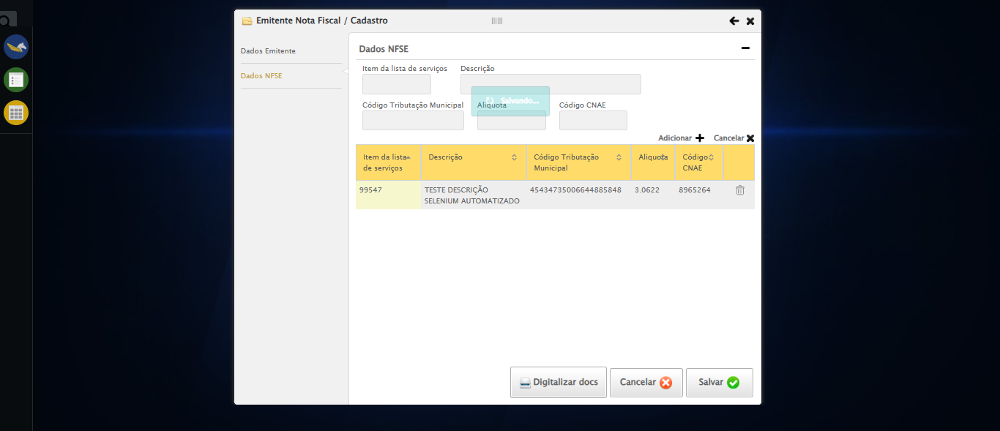 Emitente Nota Fiscal / Cadastro
Dados Emitente
Dados NFSE
Dados NFSE
Item da lista de serviços
Descrição
Salvando...
Código Tributação Municipal
Aliquota
Código CNAE
Adicionar
Cancelar
Item da lista
de serviços
Descrição
Código Tributação
Municipal
Aliquota
Código
CNAE
99547
TESTE DESCRIÇÃO
SELENIUM AUTOMATIZADO
45434735006644885848
3.0622
8965264
Digitalizar docs
Cancelar
Salvar